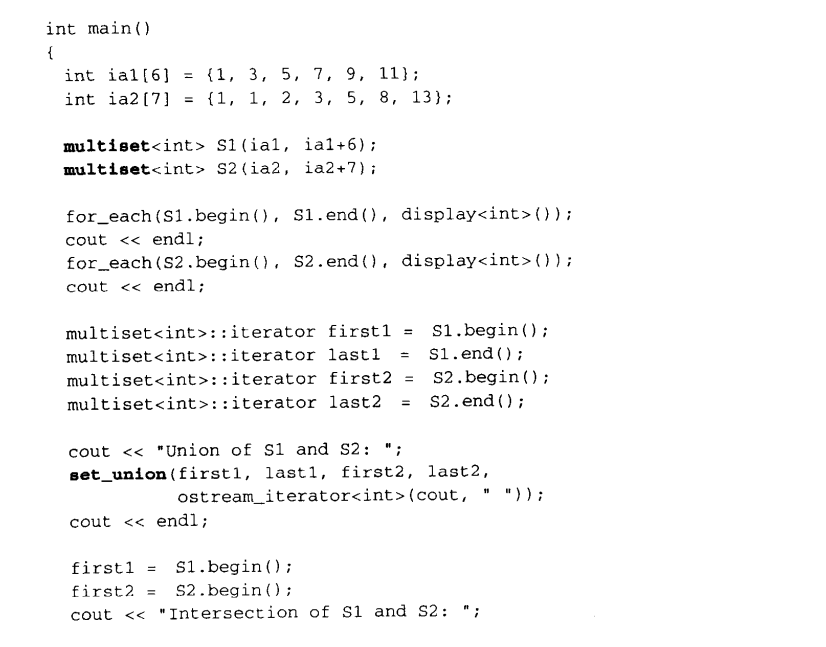 int main()
{
int ia1[6] = {1, 3, 5, 7, 9, 11};
int ia2[7] = {1, 1, 2, 3, 5, 8, 13};
multiset<int> S1(ia1, ia1+6);
multiset<int> S2(ia2, ia2+7);
for_each(S1.begin(), S1.end(), display<int>());
cout << endl;
for_each(S2.begin(), S2.end(), display<int>());
cout << endl;
multiset<int>::iterator first1 = S1.begin();
multiset<int>::iterator last1 = S1.end();
multiset<int>::iterator first2 = S2.begin();
multiset<int>::iterator last2 = S2.end();
cout << "Union of S1 and S2: ";
set_union(first1, last1, first2, last2,
ostream_iterator<int>(cout, " "));
cout << endl;
first1 = S1.begin();
first2 = S2.begin();
cout << "Intersection of S1 and S2: ";